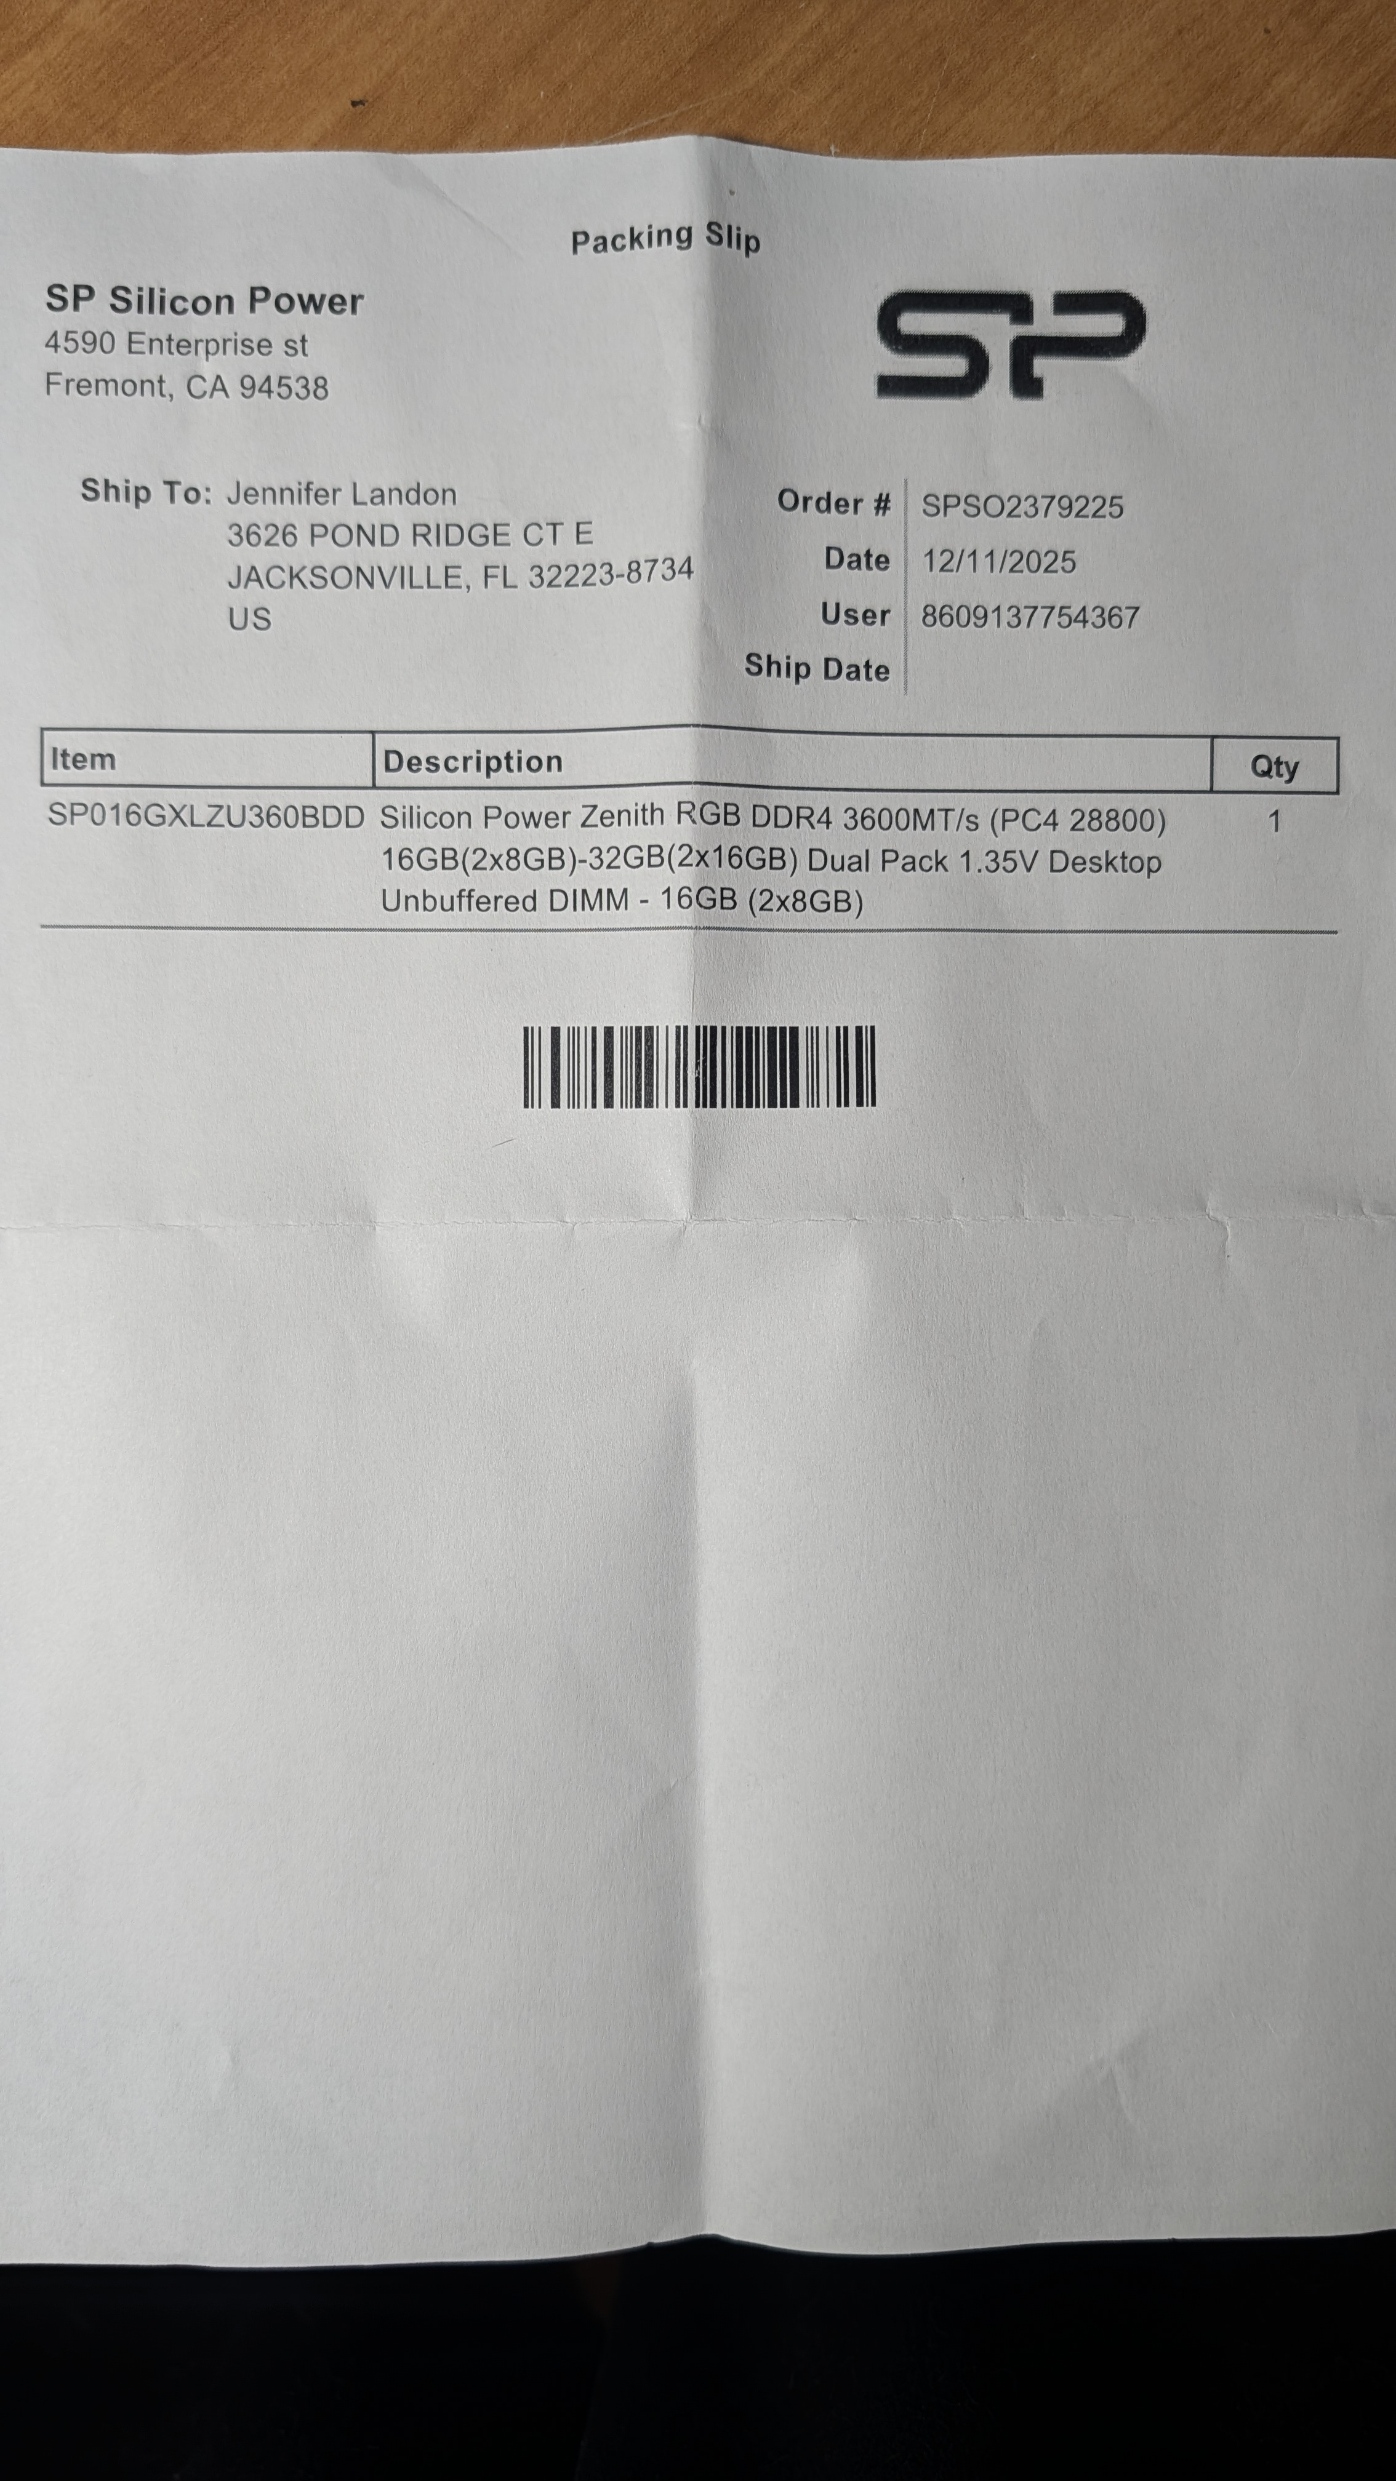 Packing Slip
SP Silicon Power
4590 Enterprise st
Fremont, CA 94538
SP
Ship To: Jennifer Landon
3626 POND RIDGE CT E
JACKSONVILLE, FL 32223-8734
US
Order # SPSO2379225
Date 12/11/2025
User 8609137754367
Ship Date
Item Description Qty
SP016GXLZU360BDD Silicon Power Zenith RGB DDR4 3600MT/s (PC4 28800) 1
16GB(2x8GB)-32GB(2x16GB) Dual Pack 1.35V Desktop
Unbuffered DIMM - 16GB (2x8GB)